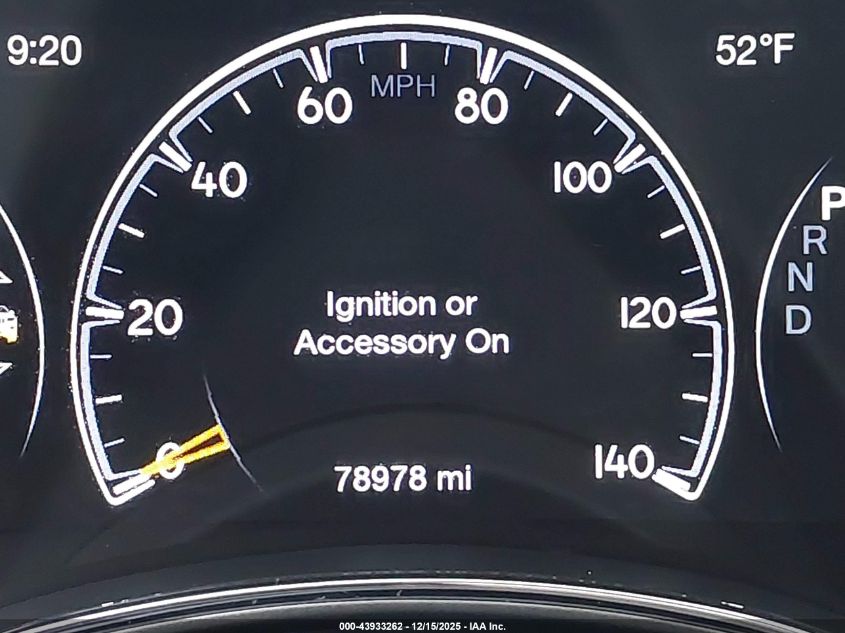 9:20
52°F
MPH
0
20
40
60
80
100
120
140
Ignition or
Accessory On
78978 mi
P
R
N
D
000-43933262 - 12/15/2025 - IAA Inc.